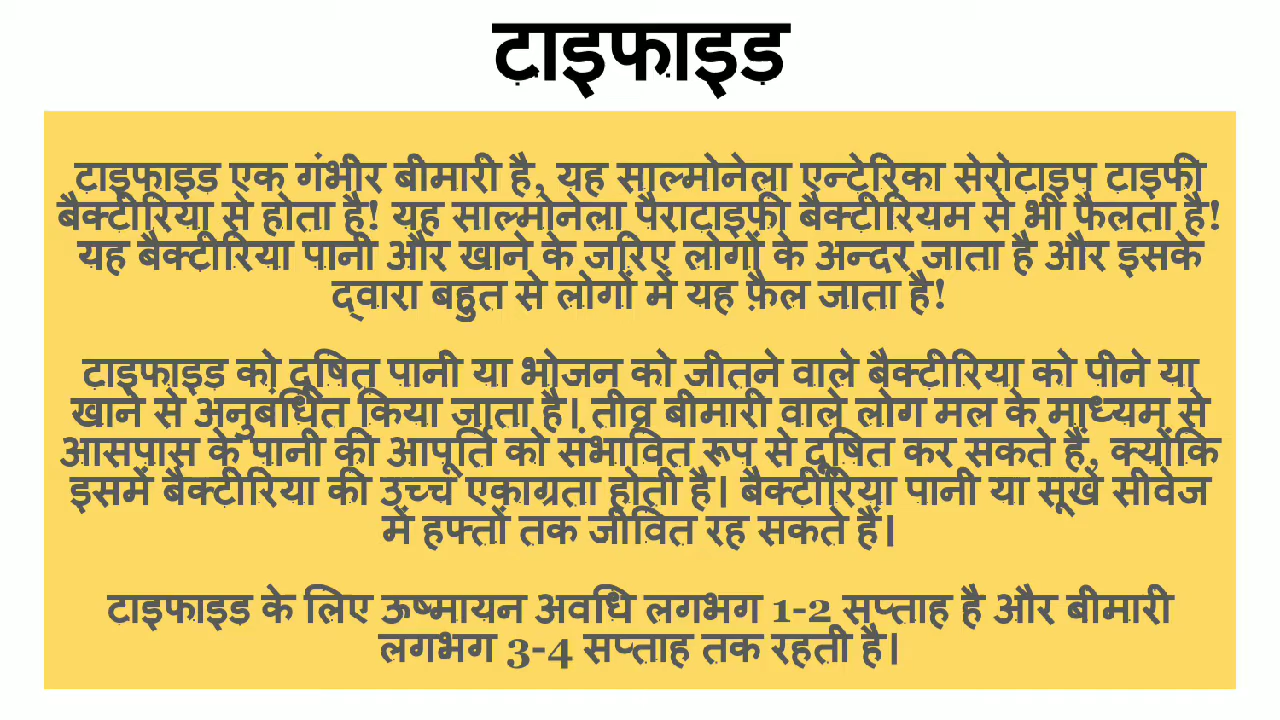 टाइफाइड
टाइफाइड एक गंभीर बीमारी है, यह साल्मोनेला एन्टेरिका सेरोटाइप टाइफी
बैक्टीरिया से होता है! यह साल्मोनेला पैराटाइफी बैक्टीरियम से भी फैलता है!
यह बैक्टीरिया पानी और खाने के जरिए लोगों के अन्दर जाता है और इसके
द्वारा बहुत से लोगों में यह फ़ैल जाता है!
टाइफाइड को दूषित पानी या भोजन को जीतने वाले बैक्टीरिया को पीने या
खाने से अनुबंधित किया जाता है। तीव्र बीमारी वाले लोग मल के माध्यम से
आसपास के पानी की आपूर्ति को संभावित रूप से दूषित कर सकते हैं, क्योंकि
इसमें बैक्टीरिया की उच्च एकाग्रता होती है। बैक्टीरिया पानी या सूखे सीवेज
में हफ्तों तक जीवित रह सकते हैं।
टाइफाइड के लिए ऊष्मायन अवधि लगभग 1-2 सप्ताह है और बीमारी
लगभग 3-4 सप्ताह तक रहती है।